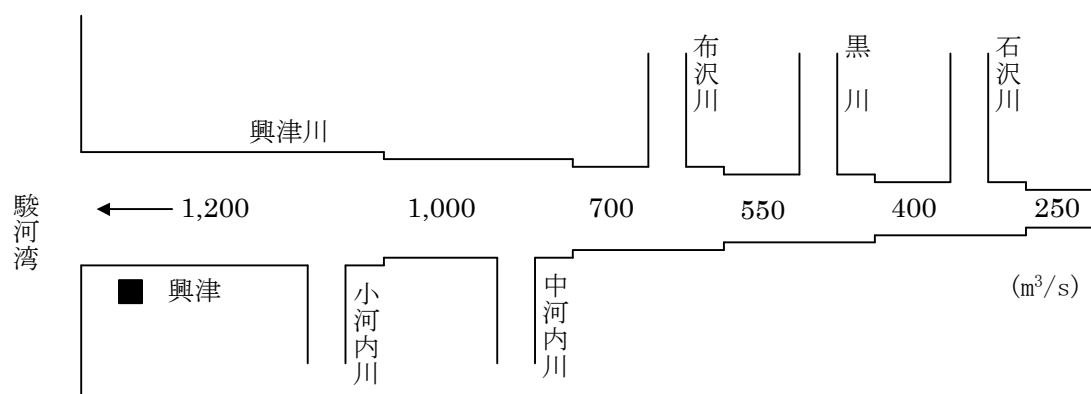 布沢川
黒川
石沢川
興津川
駿河湾
1,200
1,000
700
550
400
250
興津
小河内川
中河内川
(m³/s)